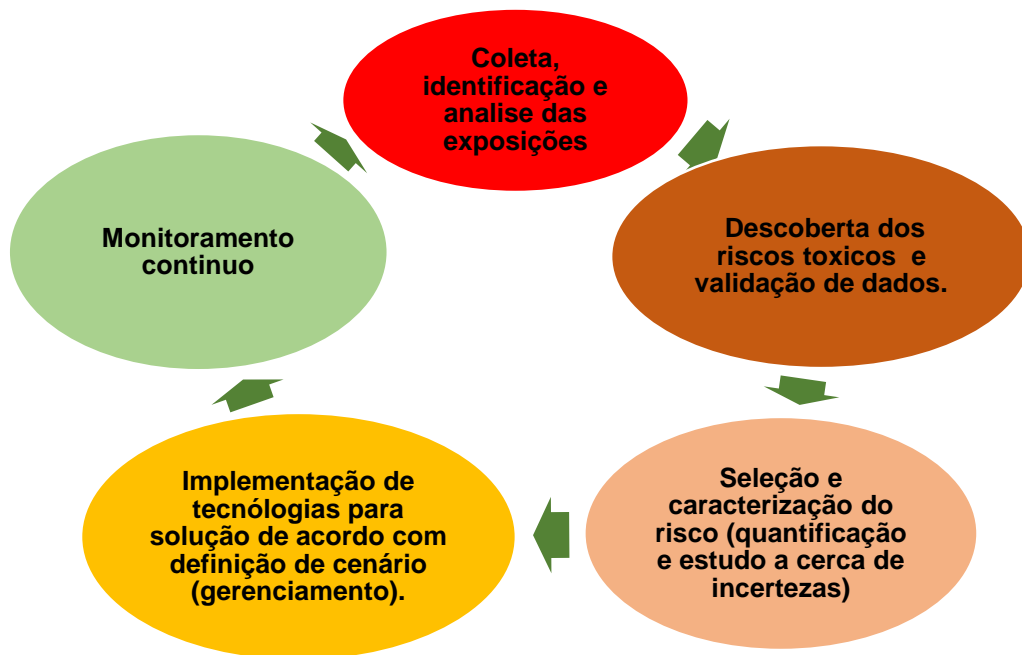 Coleta,
identificação e
analise das
exposições
Descoberta dos
riscos toxicos e
validação de dados.
Seleção e
caracterização do
risco (quantificação
e estudo a cerca de
incertezas)
Implementação de
tecnólogias para
solução de acordo com
definição de cenário
(gerenciamento).
Monitoramento
continuo